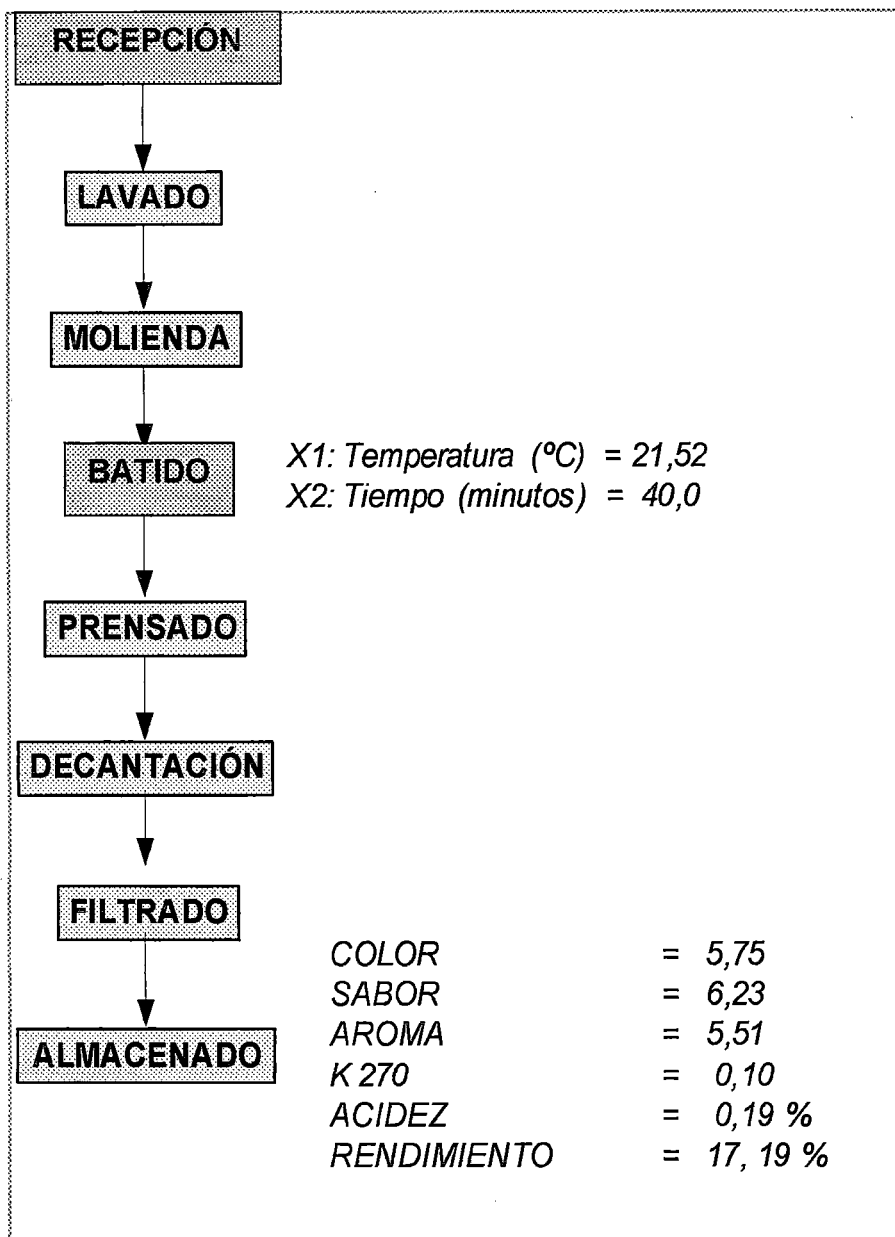 RECEPCIÓN
LAVADO
MOLIENDA
BATIDO
X1: Temperatura (ºC) = 21,52
X2: Tiempo (minutos) = 40,0
PRENSADO
DECANTACIÓN
FILTRADO
ALMACENADO
COLOR = 5,75
SABOR = 6,23
AROMA = 5,51
K 270 = 0,10
ACIDEZ = 0,19 %
RENDIMIENTO = 17, 19 %